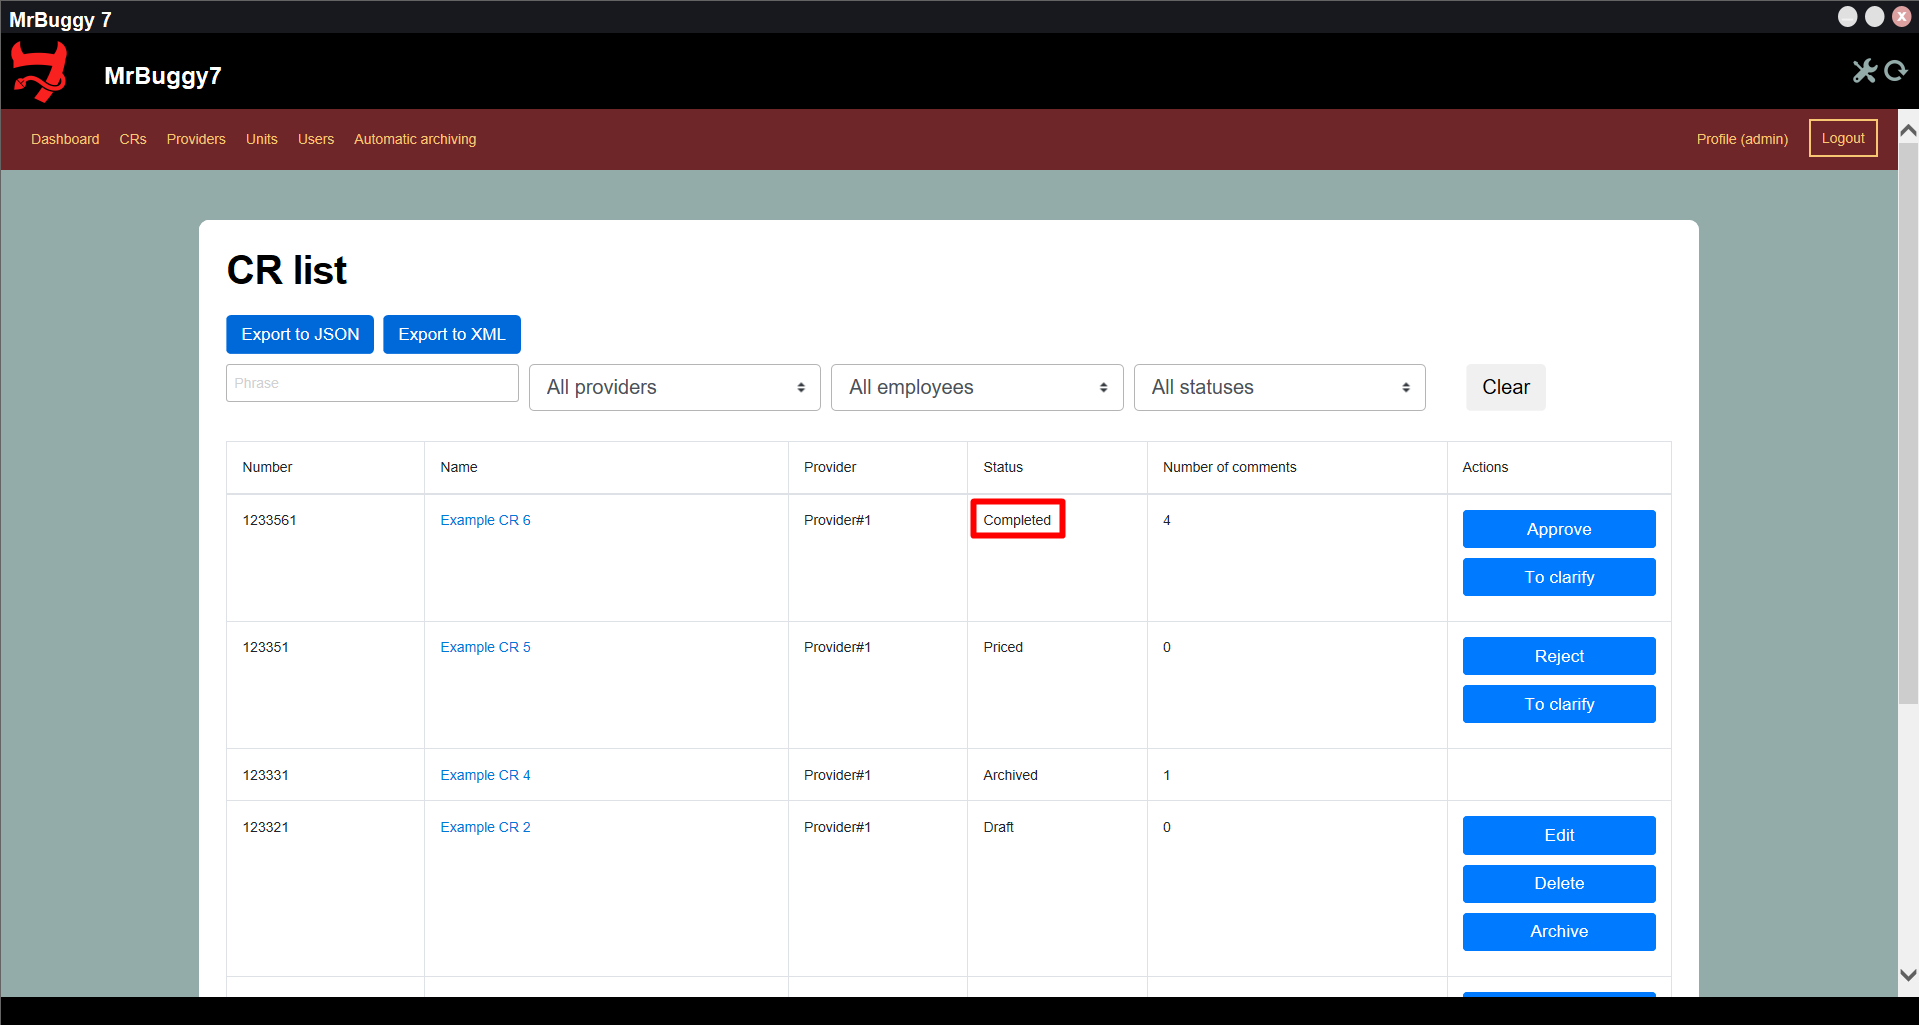 MrBuggy 7
MrBuggy7
Dashboard CRs Providers Units Users Automatic archiving Profile (admin) Logout
CR list
Export to JSON Export to XML
Phrase All providers All employees All statuses Clear
Number Name Provider Status Number of comments Actions
1233561 Example CR 6 Provider#1 Completed 4 Approve
To clarify
123351 Example CR 5 Provider#1 Priced 0 Reject
To clarify
123331 Example CR 4 Provider#1 Archived 1
123321 Example CR 2 Provider#1 Draft 0 Edit
Delete
Archive